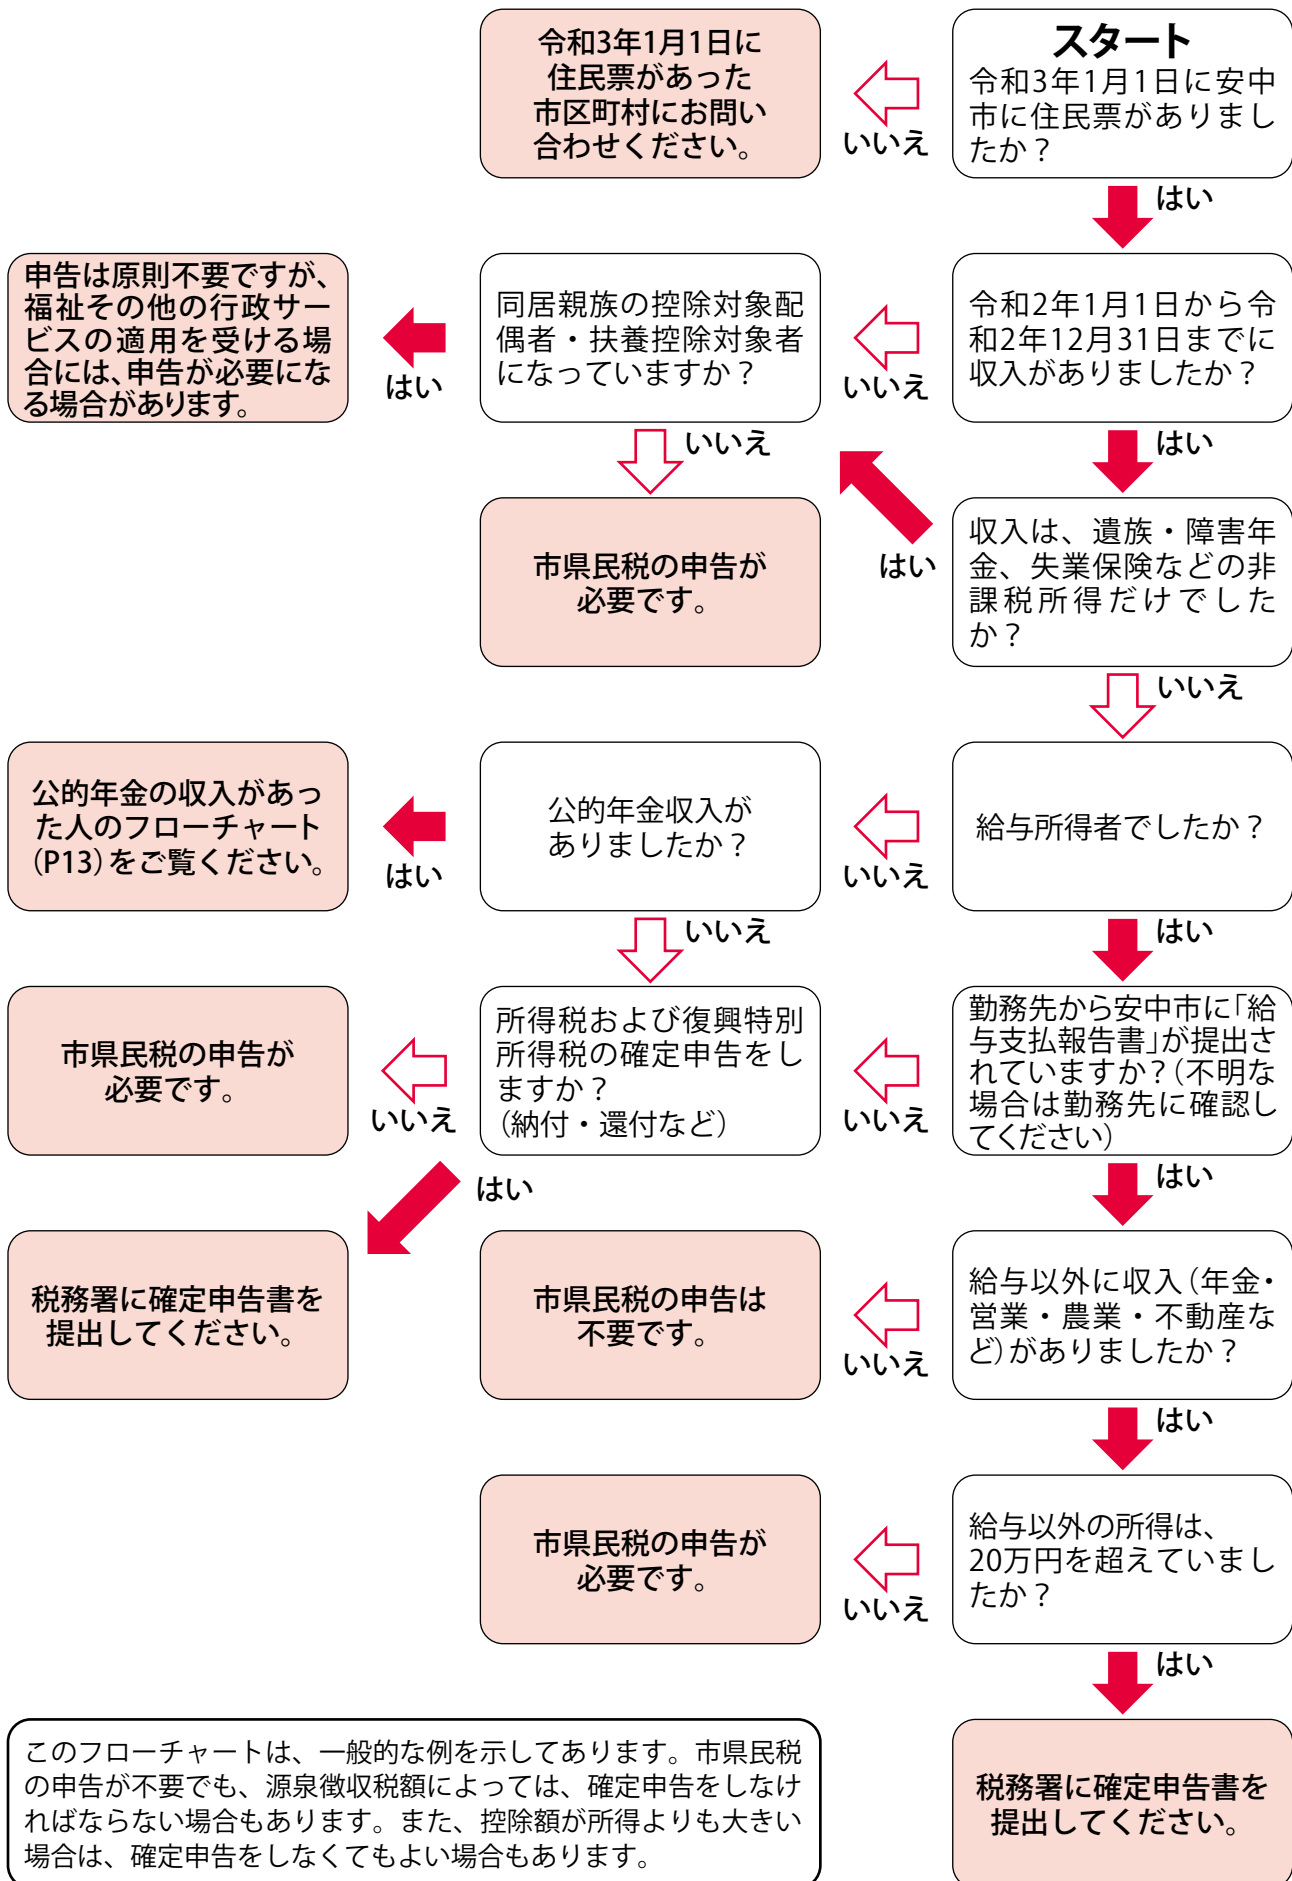 スタート
令和3年1月1日に安中
市に住民票がありまし
たか？
いいえ
令和3年1月1日に
住民票があった
市区町村にお問い
合わせください。
はい
令和2年1月1日から令
和2年12月31日までに
収入がありましたか？
いいえ
同居親族の控除対象配
偶者・扶養控除対象者
になっていますか？
はい
申告は原則不要ですが、
福祉その他の行政サー
ビスの適用を受ける場
合には、申告が必要にな
る場合があります。
いいえ
市県民税の申告が
必要です。
はい
収入は、遺族・障害年
金、失業保険などの非
課税所得だけでした
か？
はい
いいえ
給与所得者でしたか？
いいえ
公的年金収入が
ありましたか？
はい
公的年金の収入があっ
た人のフローチャート
（P13）をご覧ください。
いいえ
はい
勤務先から安中市に「給
与支払報告書」が提出さ
れていますか？（不明な
場合は勤務先に確認し
てください）
いいえ
所得税および復興特別
所得税の確定申告をし
ますか？
（納付・還付など）
いいえ
市県民税の申告が
必要です。
はい
税務署に確定申告書を
提出してください。
はい
給与以外に収入（年金・
営業・農業・不動産な
ど）がありましたか？
いいえ
市県民税の申告は
不要です。
はい
給与以外の所得は、
20万円を超えていまし
たか？
いいえ
市県民税の申告が
必要です。
はい
税務署に確定申告書を
提出してください。
このフローチャートは、一般的な例を示してあります。市県民税
の申告が不要でも、源泉徴収税額によっては、確定申告をしなけ
ればならない場合もあります。また、控除額が所得よりも大きい
場合は、確定申告をしなくてもよい場合もあります。